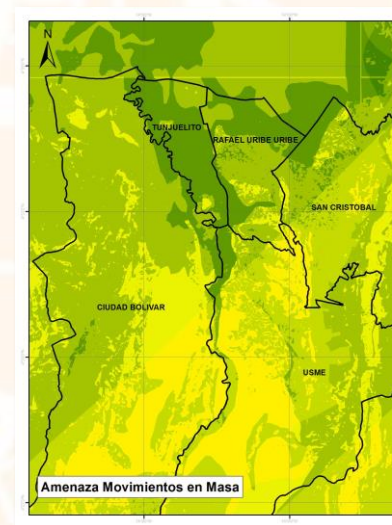 N
TUNJUELITO
RAFAEL URIBE URIBE
SAN CRISTOBAL
CIUDAD BOLIVAR
USME
Amenaza Movimientos en Masa